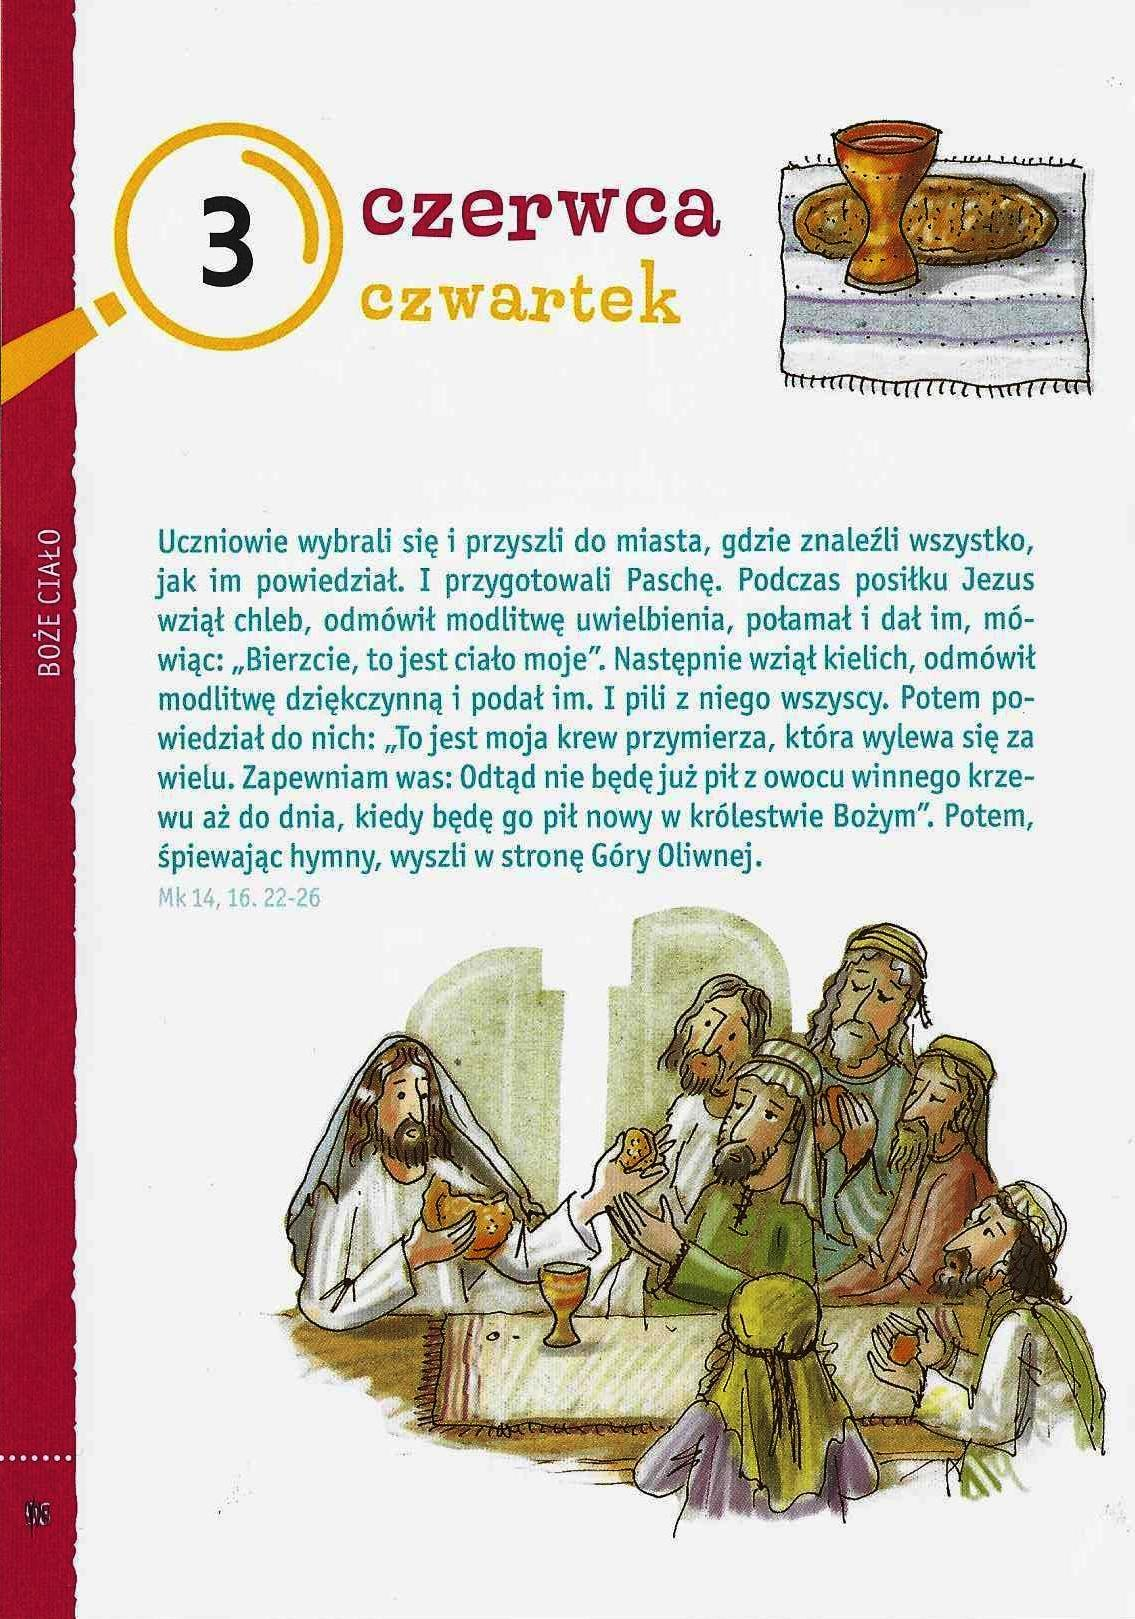 3
czerwca
czwartek
BOŻE CIAŁO
Uczniowie wybrali się i przyszli do miasta, gdzie znaleźli wszystko,
jak im powiedział. I przygotowali Paschę. Podczas posiłku Jezus
wziął chleb, odmówił modlitwę uwielbienia, połamał i dał im, mó-
wiąc: „Bierzcie, to jest ciało moje”. Następnie wziął kielich, odmówił
modlitwę dziękczynną i podał im. I pili z niego wszyscy. Potem po-
wiedział do nich: „To jest moja krew przymierza, która wylewa się za
wielu. Zapewniam was: Odtąd nie będę już pił z owocu winnego krze-
wu aż do dnia, kiedy będę go pił nowy w królestwie Bożym”. Potem,
śpiewając hymny, wyszli w stronę Góry Oliwnej.
Mk 14, 16. 22-26